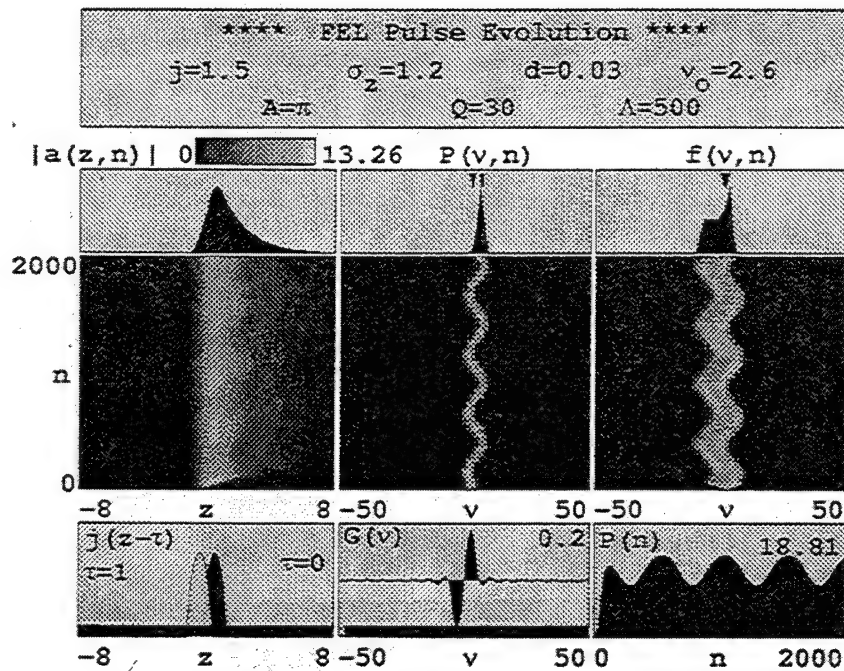 **** FEL Pulse Evolution ****
j=1.5 σz=1.2 d=0.03 νo=2.6
A=π Q=30 Λ=500
|a(z,n)| 0 13.26 P(ν,n) f(ν,n)
2000
n
0
-8 z 8 -50 ν 50 -50 ν 50
j(z-τ) G(ν) 0.2 P(n) 18.81
τ=1 τ=0
-8 z 8 -50 ν 50 0 n 2000